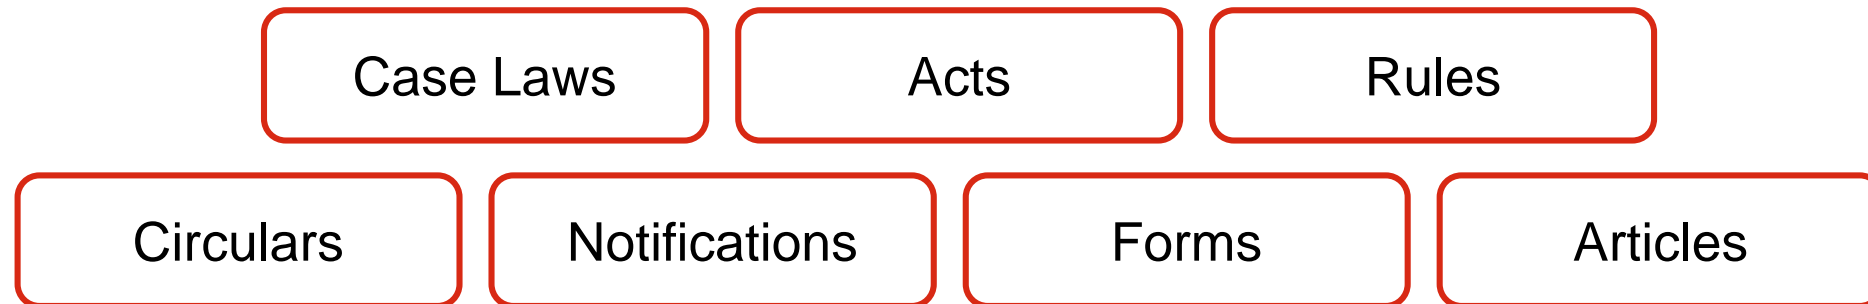 Case Laws
Acts
Rules
Circulars
Notifications
Forms
Articles